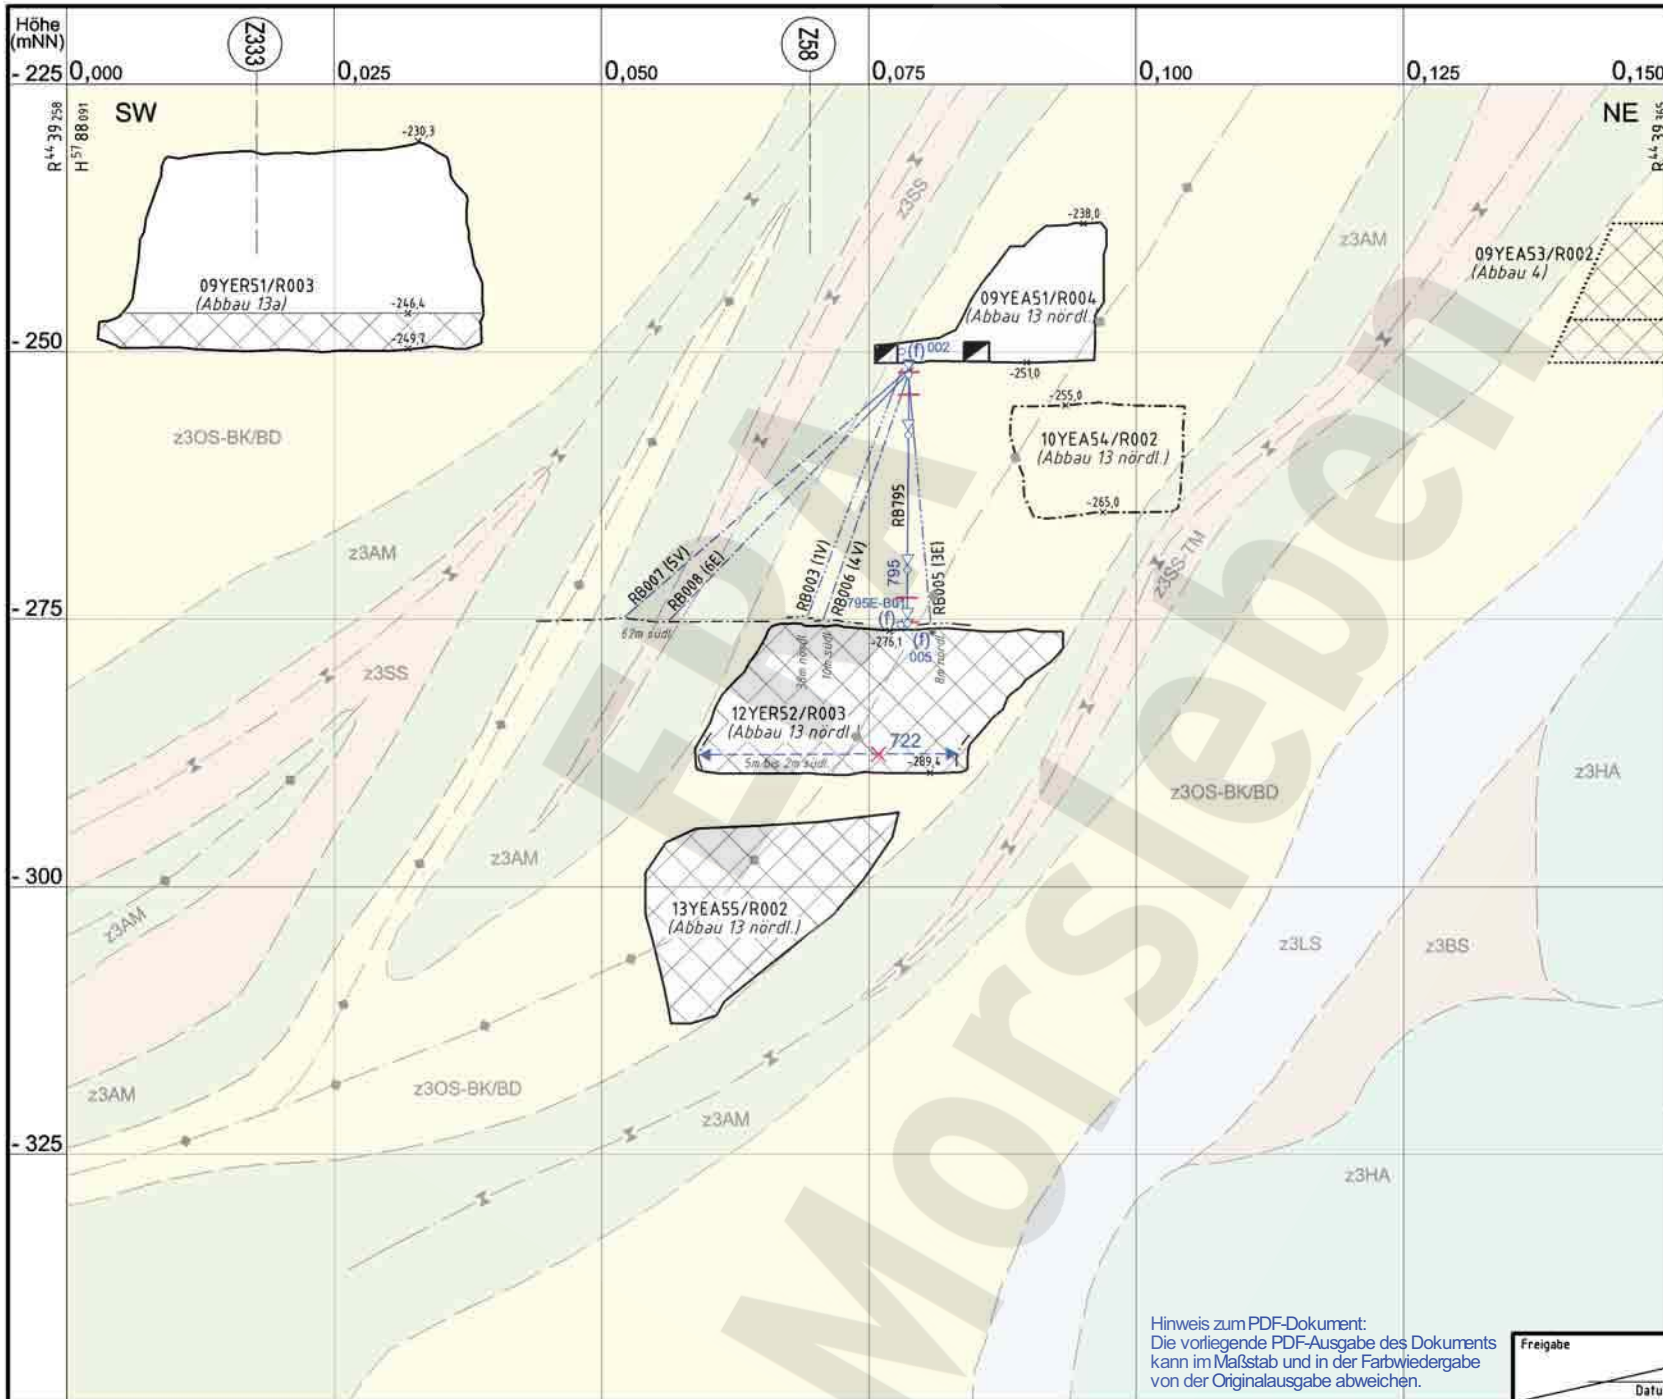 Höhe
(mNN)
Z333
Z58
- 225
0,000
0,025
0,050
0,075
0,100
0,125
0,150
R 44 39 258
H 57 88 091
SW
NE
-230,3
09YER51/R003
(Abbau 13a)
-246,4
-249,7
z3SS
-238,0
09YEA51/R004
(Abbau 13 nördl.)
z3AM
09YEA53/R002
(Abbau 4)
- 250
(f) 002
-251,0
-255,0
10YEA54/R002
(Abbau 13 nördl.)
-265,0
z3OS-BK/BD
z3AM
RB007 (5V)
RB008 (6E)
RB003 (1V)
RB006 (4V)
RB795
795
RB005 (3E)
z3SS-TM
- 275
795E-B01
(f)
-276,1
(f)
005
62m südl.
38m nördl.
10m südl.
8m nördl.
z3SS
12YER52/R003
(Abbau 13 nördl.)
722
5m bis 2m südl.
-289,4
z3OS-BK/BD
z3HA
z3AM
- 300
z3AM
13YEA55/R002
(Abbau 13 nördl.)
z3LS
z3BS
z3AM
z3OS-BK/BD
z3AM
- 325
z3HA
ERA
Morsleben
Hinweis zum PDF-Dokument:
Die vorliegende PDF-Ausgabe des Dokuments
kann im Maßstab und in der Farbwiedergabe
von der Originalausgabe abweichen.
Freigabe
Datu